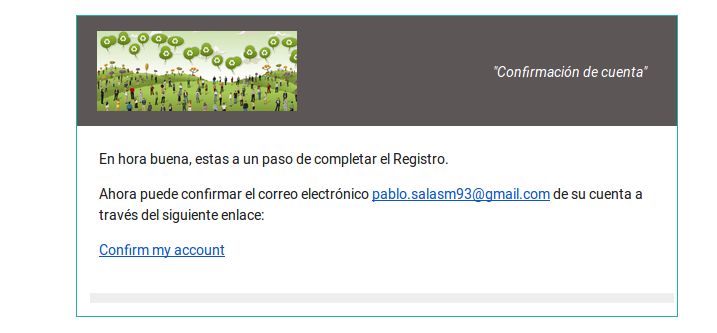 "Confirmación de cuenta"
En hora buena, estas a un paso de completar el Registro.
Ahora puede confirmar el correo electrónico pablo.salasm93@gmail.com de su cuenta a
través del siguiente enlace:
Confirm my account